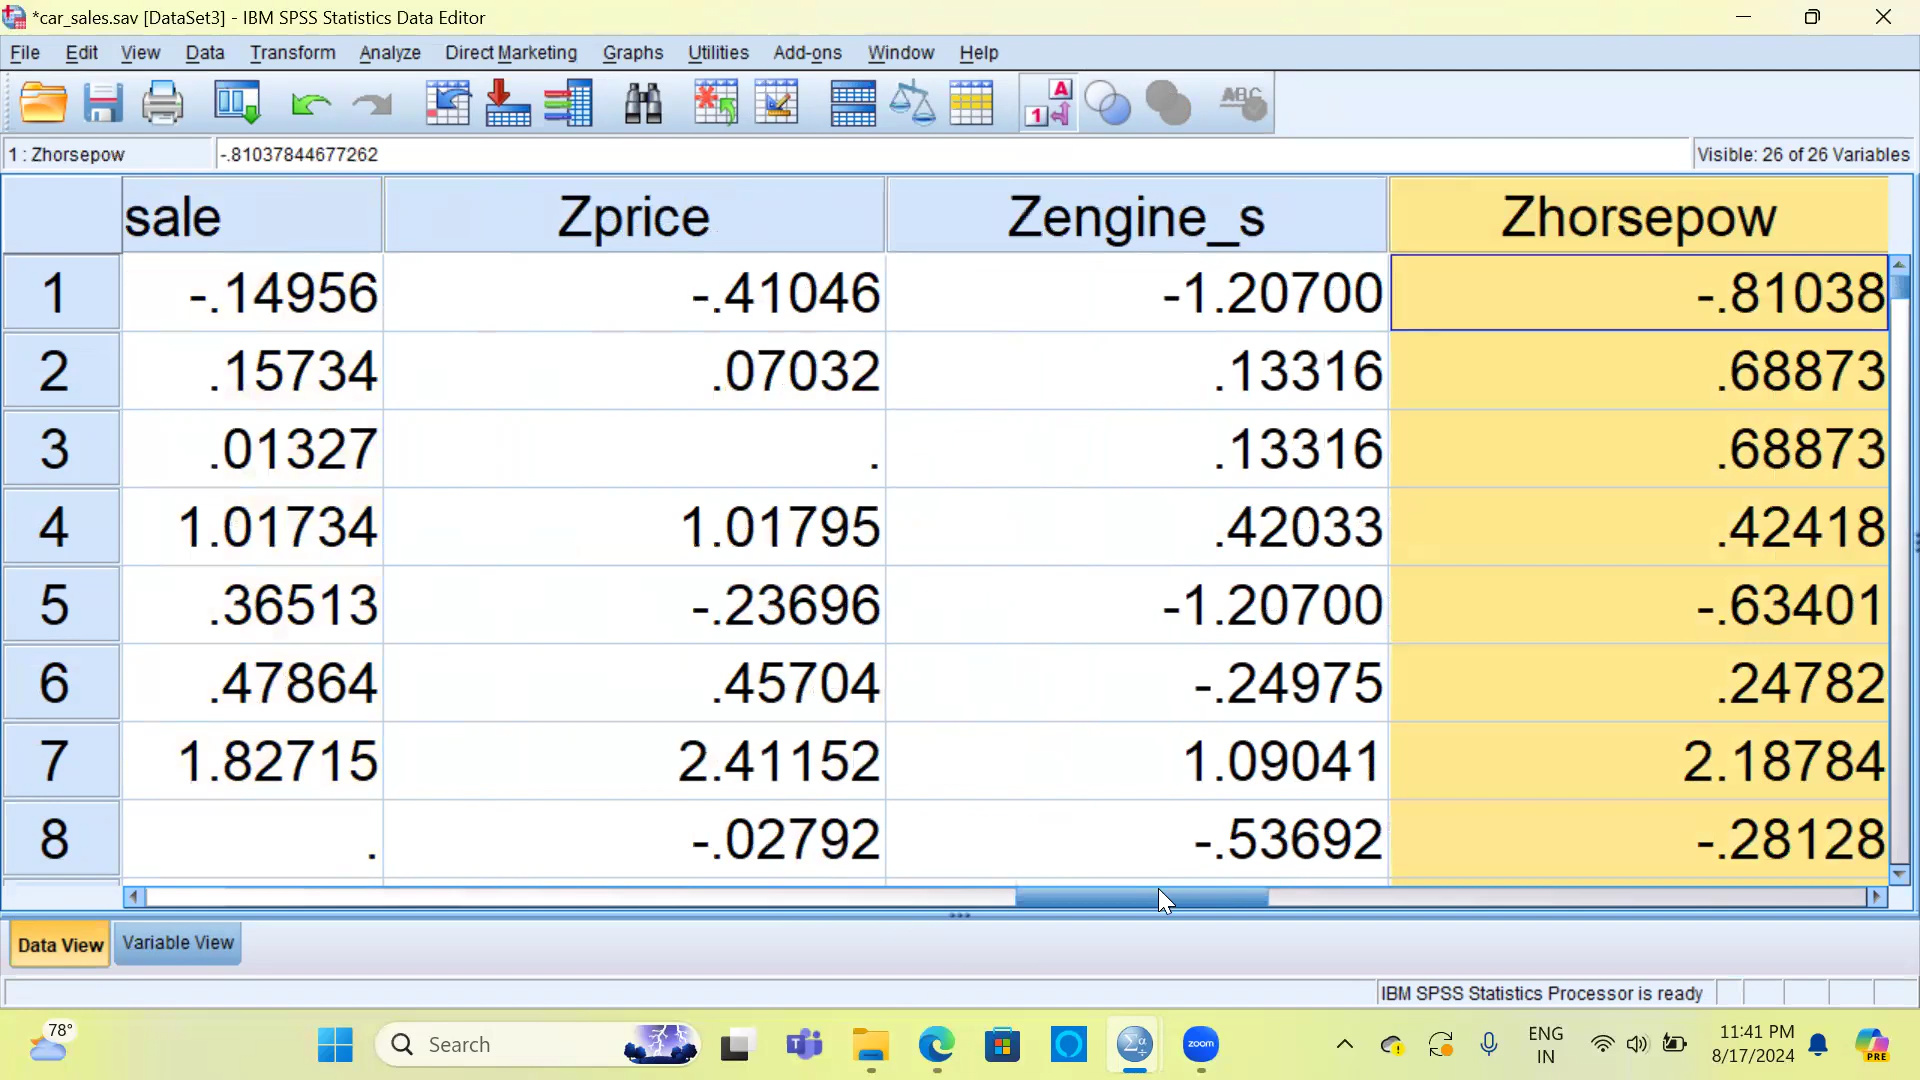 *car_sales.sav [DataSet3] - IBM SPSS Statistics Data Editor
File Edit View Data Transform Analyze Direct Marketing Graphs Utilities Add-ons Window Help
A
1
ABC
1 : Zhorsepow -.81037844677262 Visible: 26 of 26 Variables
sale Zprice Zengine_s Zhorsepow
1 -.14956 -.41046 -1.20700 -.81038
2 .15734 .07032 .13316 .68873
3 .01327 . .13316 .68873
4 1.01734 1.01795 .42033 .42418
5 .36513 -.23696 -1.20700 -.63401
6 .47864 .45704 -.24975 .24782
7 1.82715 2.41152 1.09041 2.18784
8 . -.02792 -.53692 -.28128
Data View Variable View
IBM SPSS Statistics Processor is ready
78°
Search
zoom
ENG
IN
11:41 PM
8/17/2024
PRE